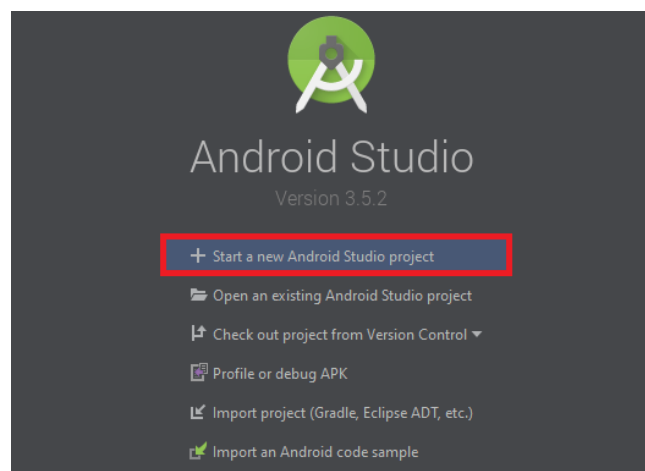 Android Studio
Version 3.5.2
Start a new Android Studio project
Open an existing Android Studio project
Check out project from Version Control
Profile or debug APK
Import project (Gradle, Eclipse ADT, etc.)
Import an Android code sample